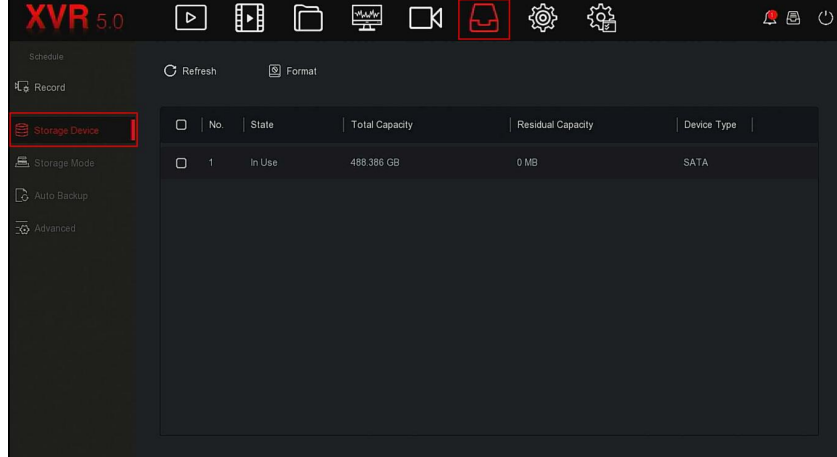 XVR 5.0
Schedule
Record
Storage Device
Storage Mode
Auto Backup
Advanced
Refresh Format
No. State Total Capacity Residual Capacity Device Type
1 In Use 488.386 GB 0 MB SATA